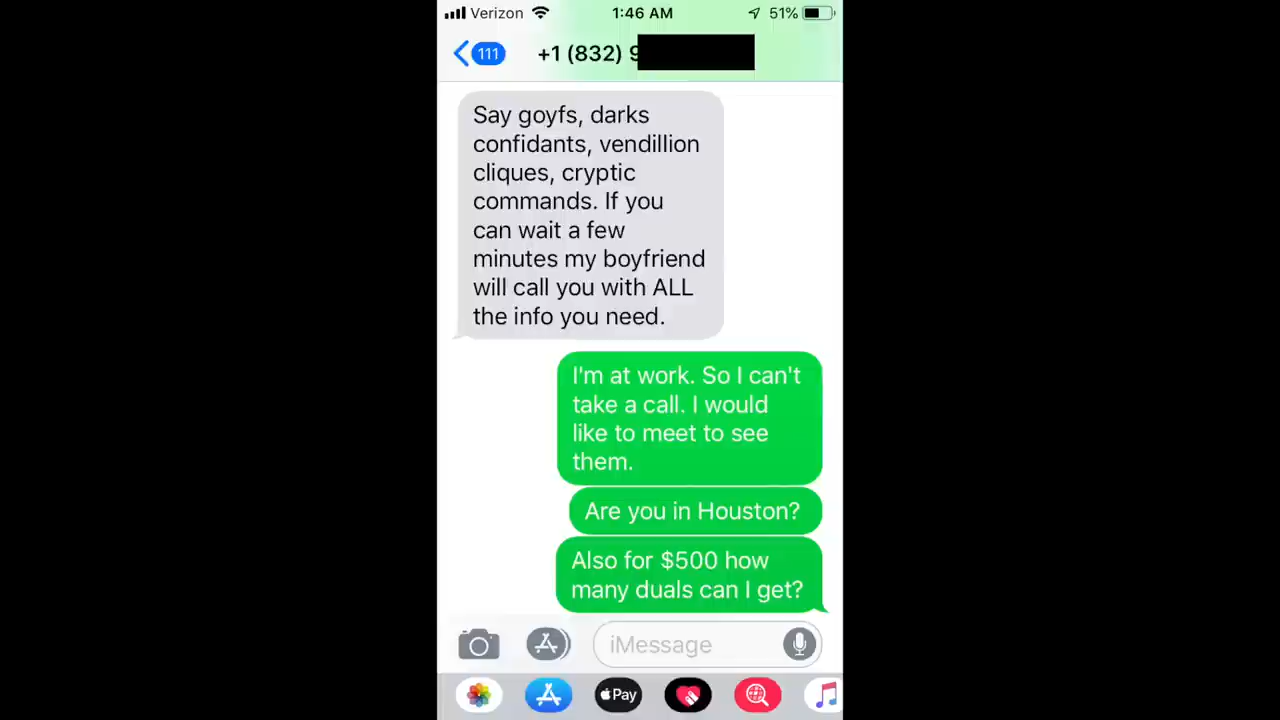 Verizon 1:46 AM 51%
111 +1 (832) 9
Say goyfs, darks
confidants, vendillion
cliques, cryptic
commands. If you
can wait a few
minutes my boyfriend
will call you with ALL
the info you need.
I'm at work. So I can't
take a call. I would
like to meet to see
them.
Are you in Houston?
Also for $500 how
many duals can I get?
iMessage
Pay